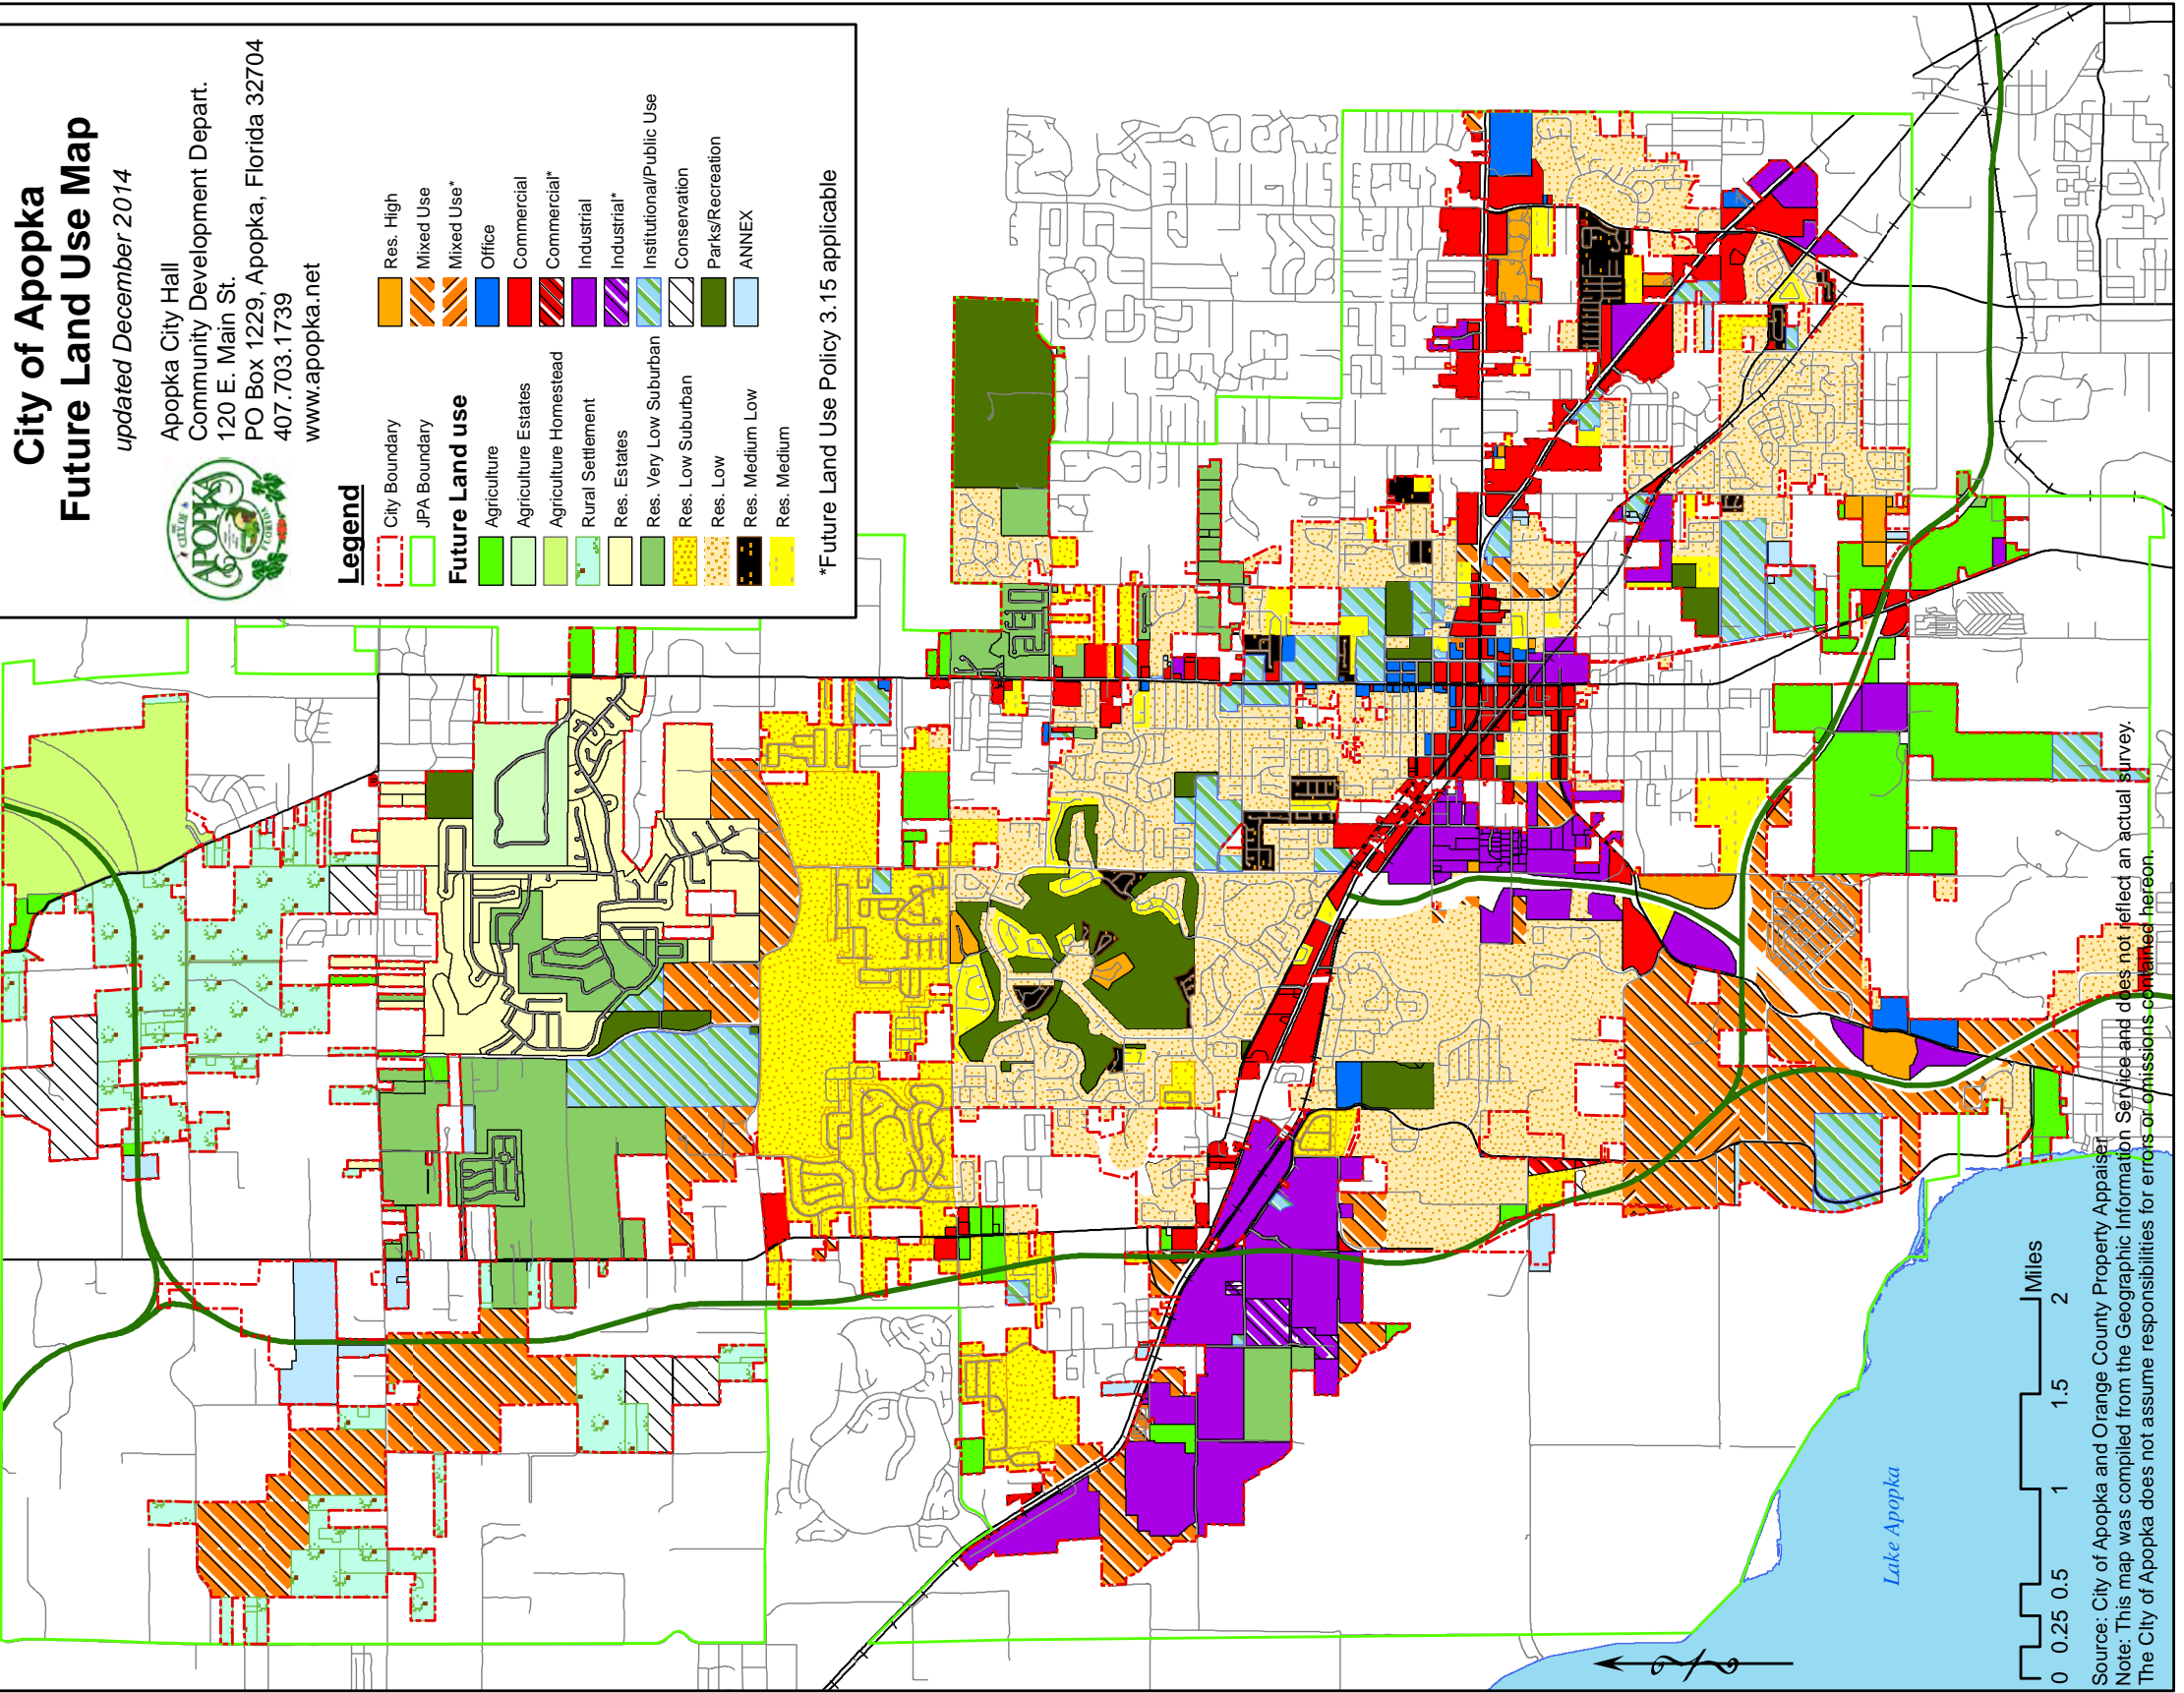 City of Apopka
Future Land Use Map
updated December 2014
Apopka City Hall
Community Development Depart.
120 E. Main St.
PO Box 1229, Apopka, Florida 32704
407.703.1739
www.apopka.net
APOPKA
Legend
City Boundary
JPA Boundary
Future Land use
Agriculture
Agriculture Estates
Agriculture Homestead
Rural Settlement
Res. Estates
Res. Very Low Suburban
Res. Low Suburban
Res. Low
Res. Medium Low
Res. Medium
Res. High
Mixed Use
Mixed Use*
Office
Commercial
Commercial*
Industrial
Industrial*
Institutional/Public Use
Conservation
Parks/Recreation
ANNEX
*Future Land Use Policy 3.15 applicable
Lake Apopka
0 0.25 0.5 1 1.5 2
Miles
Source: City of Apopka and Orange County Property Appaiser
Note: This map was compiled from the Geographic Information Service and does not reflect an actual survey.
The CIty of Apopka does not assume responsibilities for errors or omissions contained hereon.